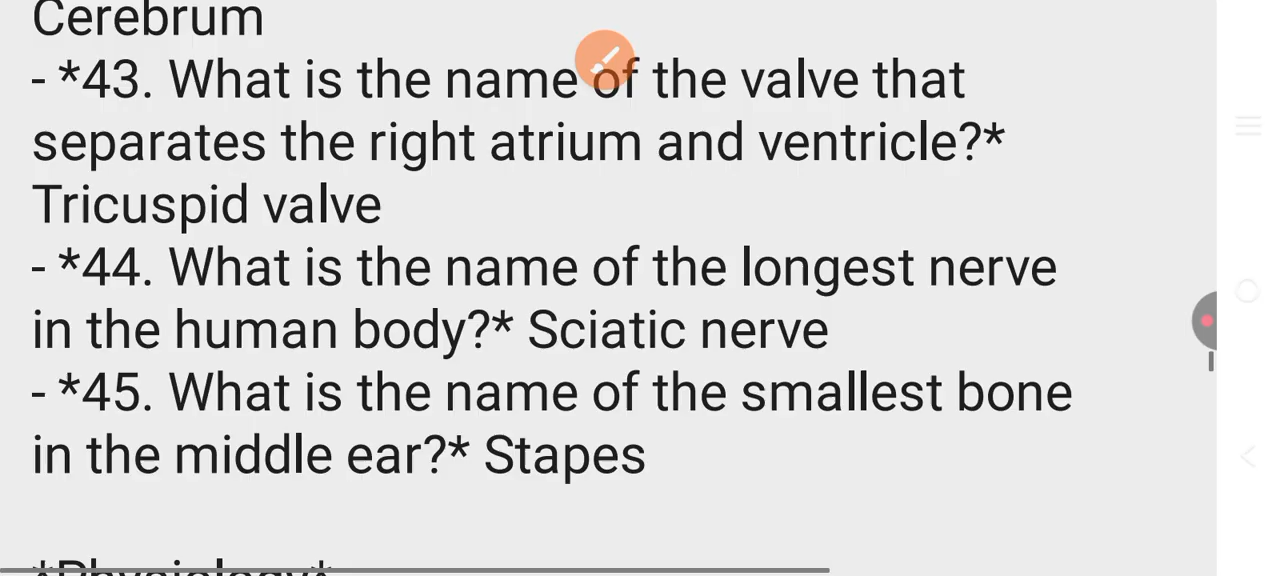 Cerebrum
- *43. What is the name of the valve that
separates the right atrium and ventricle?*
Tricuspid valve
- *44. What is the name of the longest nerve
in the human body?* Sciatic nerve
- *45. What is the name of the smallest bone
in the middle ear?* Stapes
*Physiology*